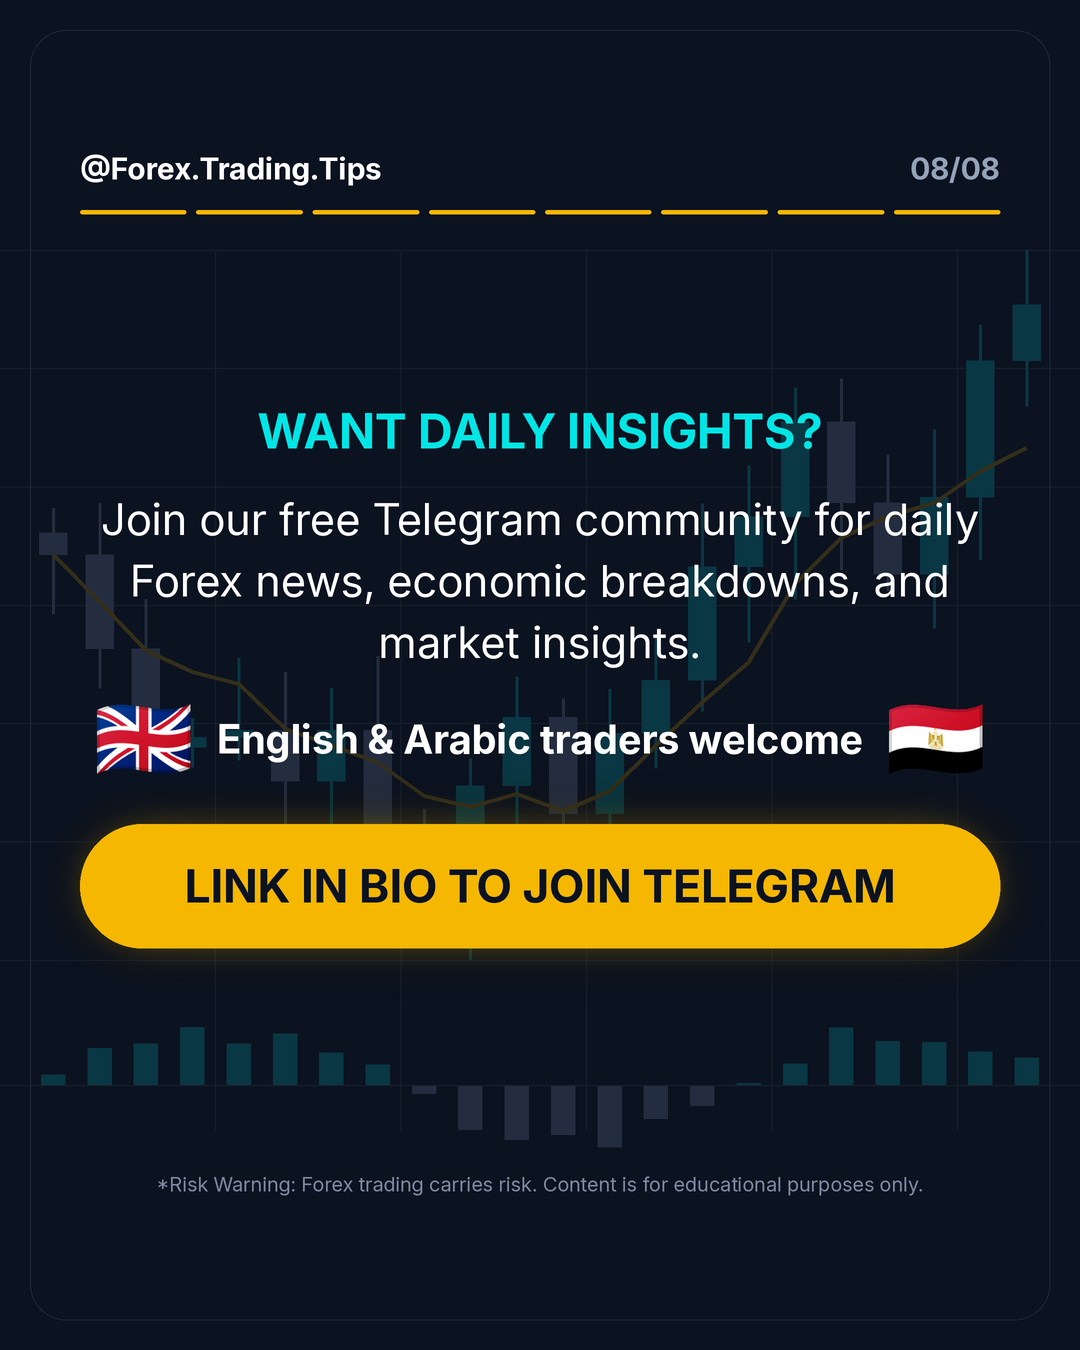 @Forex.Trading.Tips
08/08
WANT DAILY INSIGHTS?
Join our free Telegram community for daily
Forex news, economic breakdowns, and
market insights.
English & Arabic traders welcome
LINK IN BIO TO JOIN TELEGRAM
*Risk Warning: Forex trading carries risk. Content is for educational purposes only.